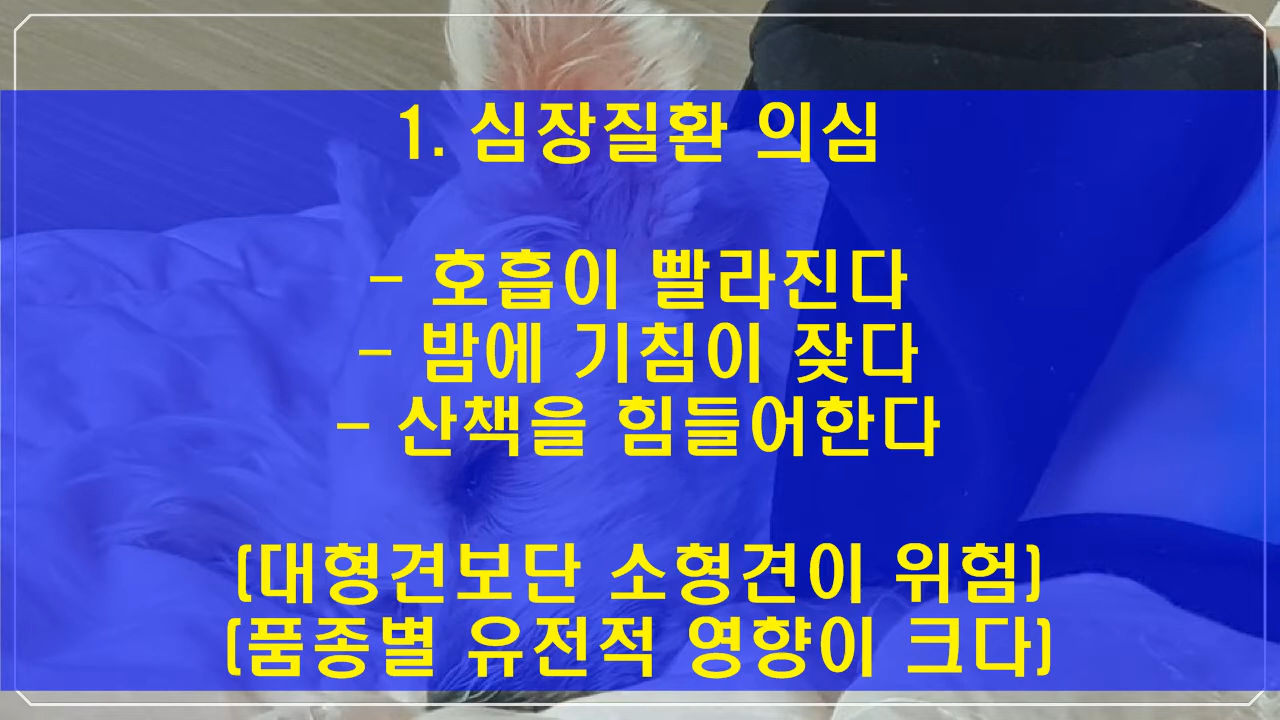 1. 심장질환 의심
- 호흡이 빨라진다
- 밤에 기침이 잦다
- 산책을 힘들어한다
(대형견보단 소형견이 위험)
(품종별 유전적 영향이 크다)